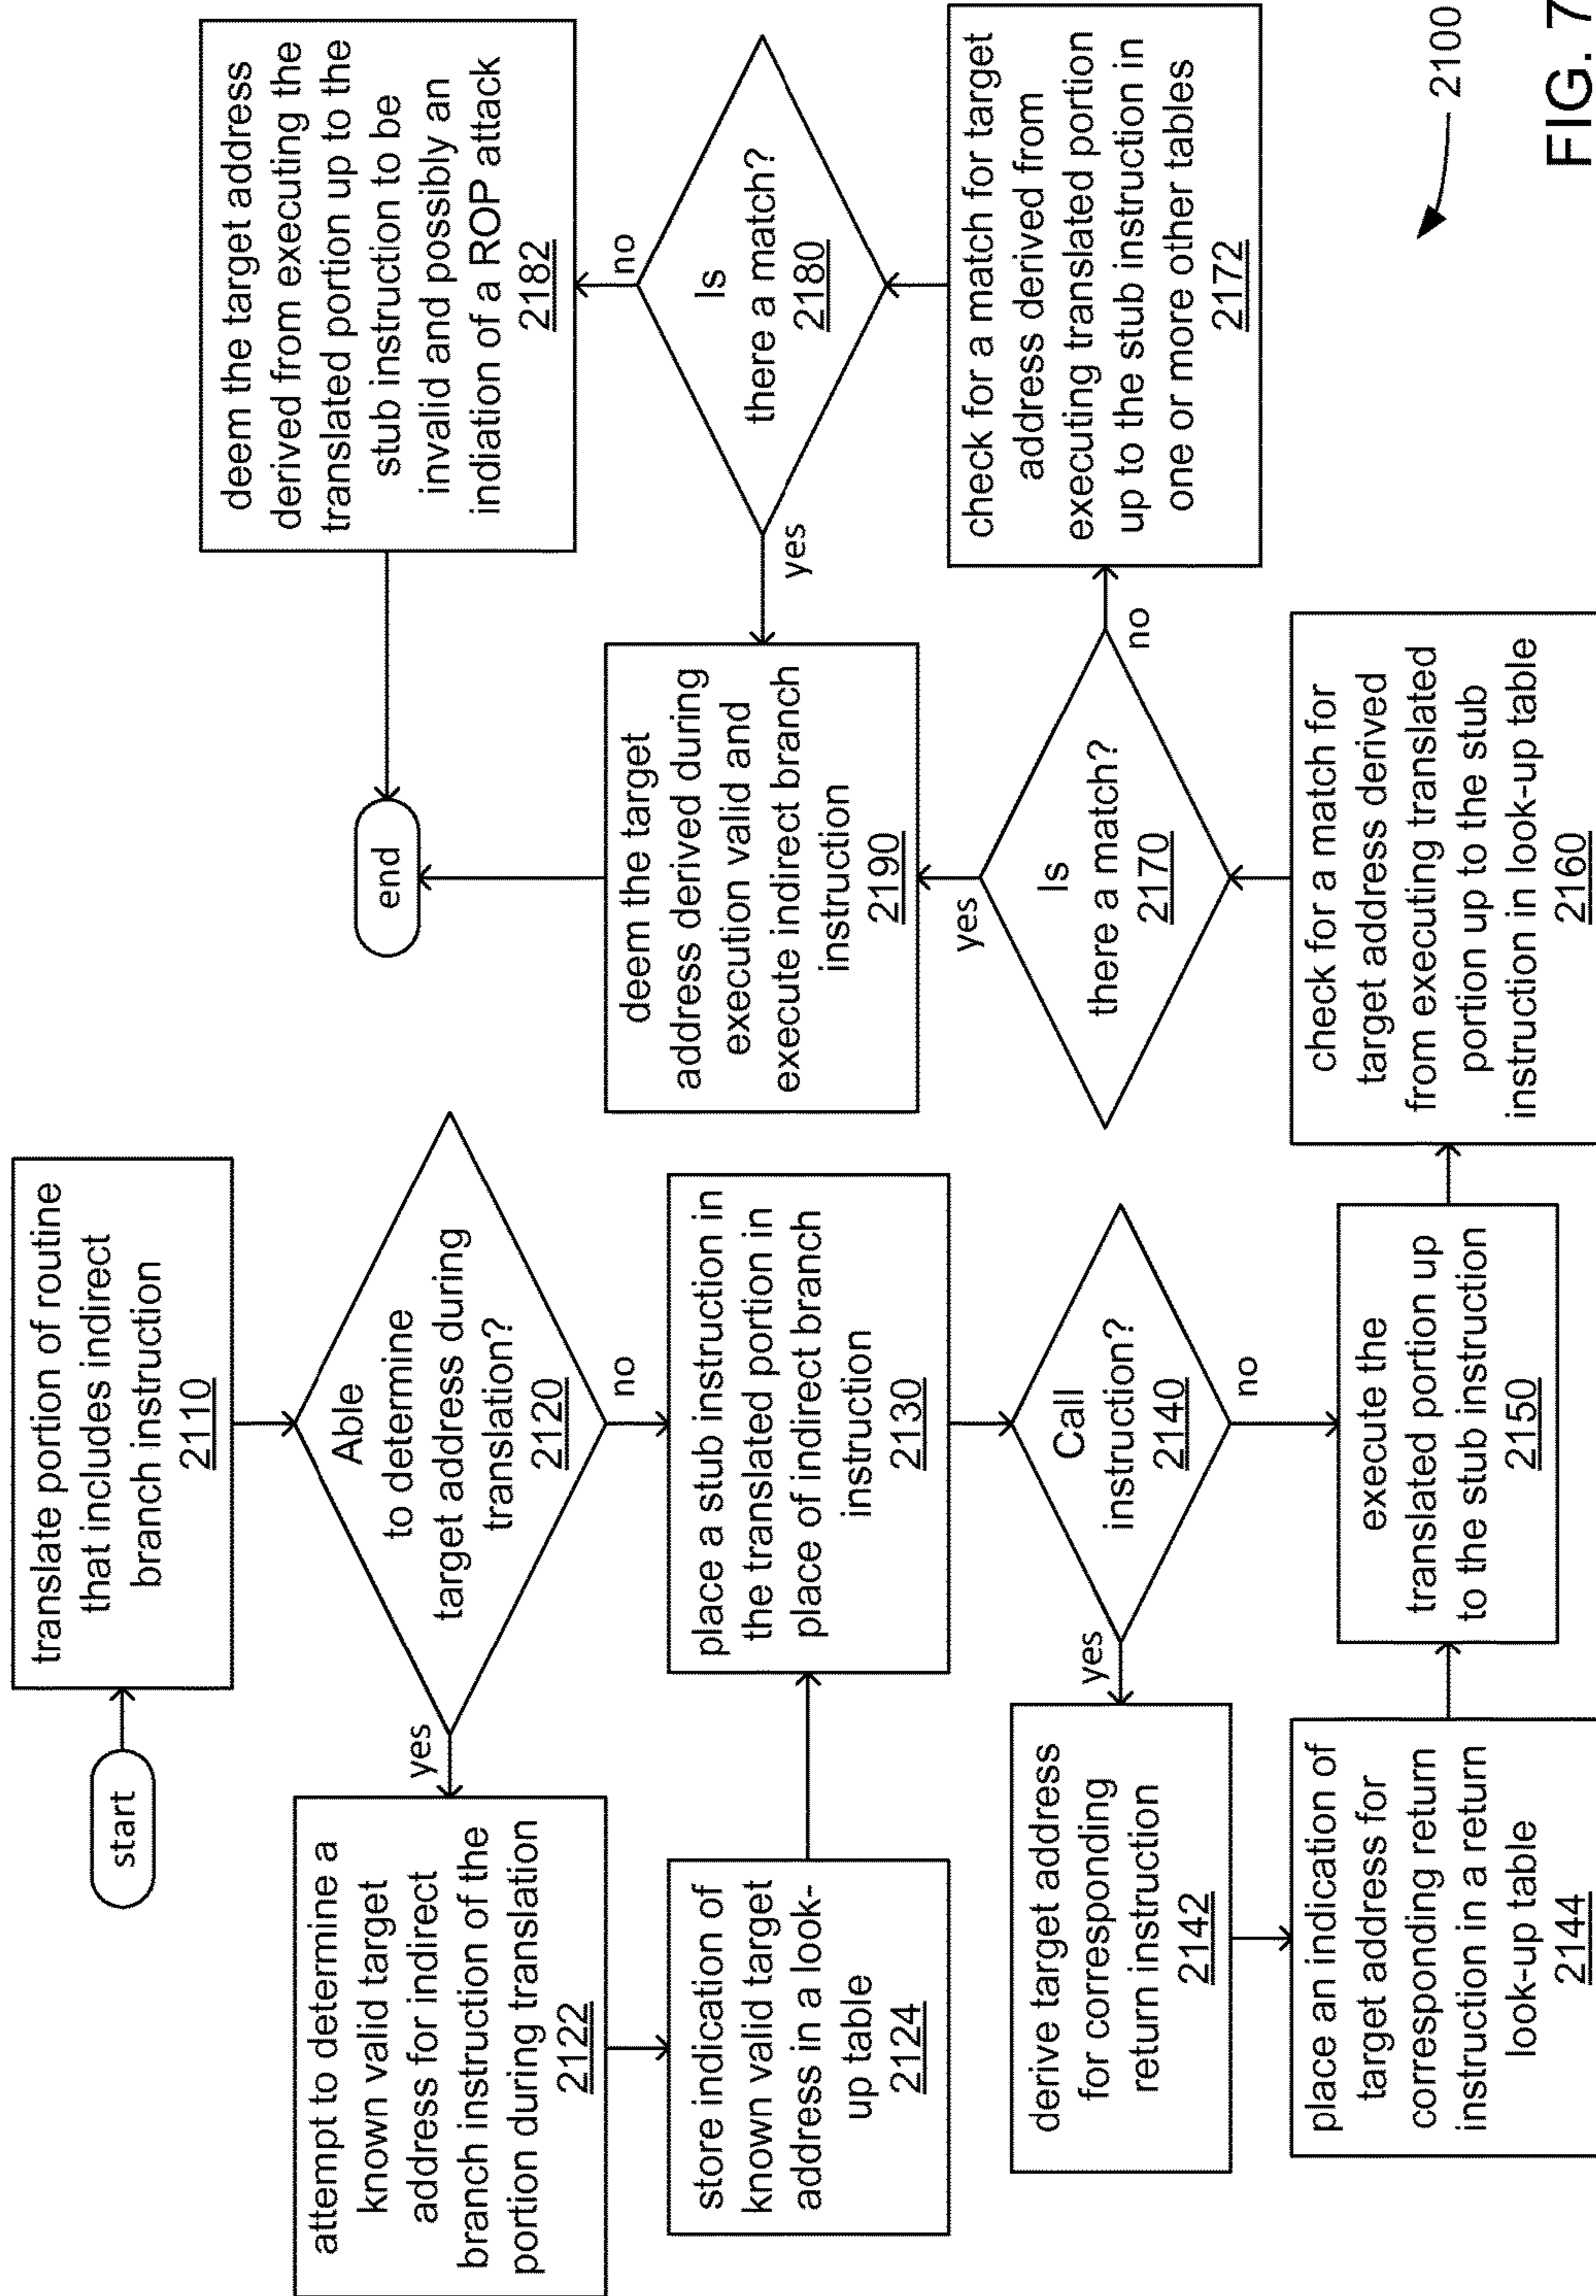 start
translate portion of routine
that includes indirect
branch instruction
2110
Able
to determine
target address during
translation?
2120
yes
no
attempt to determine a
known valid target
address for indirect
branch instruction of the
portion during translation
2122
store indication of
known valid target
address in a look-
up table
2124
place a stub instruction in
the translated portion in
place of indirect branch
instruction
2130
Call
instruction?
2140
yes
no
derive target address
for corresponding
return instruction
2142
place an indication of
target address for
corresponding return
instruction in a return
look-up table
2144
execute the
translated portion up
to the stub instruction
2150
check for a match for
target address derived
from executing translated
portion up to the stub
instruction in look-up table
2160
Is
there a match?
2170
yes
no
check for a match for target
address derived from
executing translated portion
up to the stub instruction in
one or more other tables
2172
Is
there a match?
2180
yes
no
deem the target address
derived from executing the
translated portion up to the
stub instruction to be
invalid and possibly an
indiation of a ROP attack
2182
deem the target
address derived during
execution valid and
execute indirect branch
instruction
2190
end
2100
FIG. 7